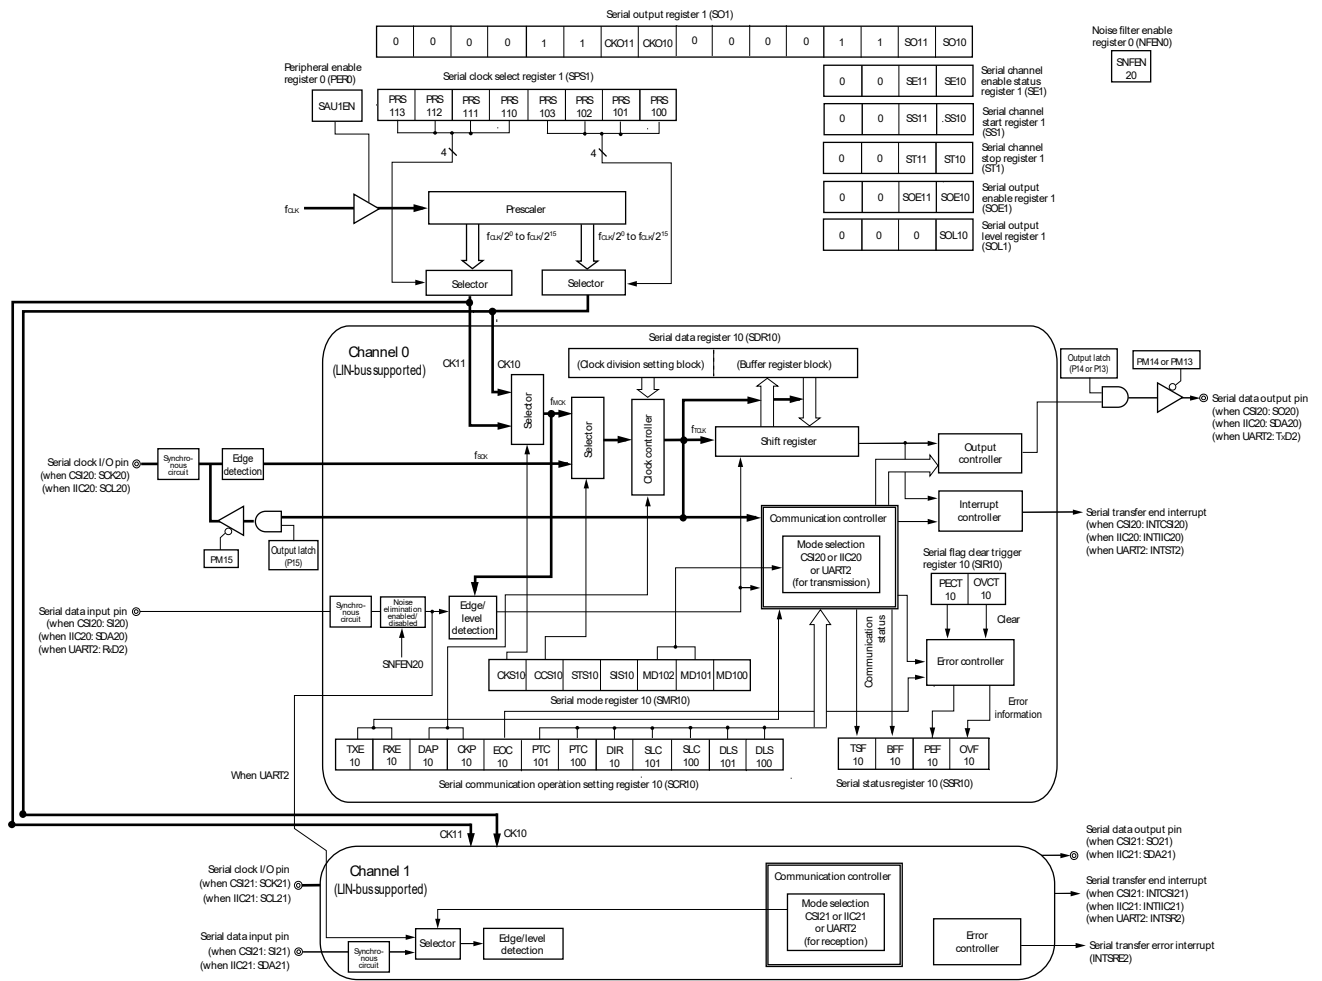 Serial output register 1 (SO1)
0 0 0 0 1 1 CKO11 CKO10 0 0 0 0 1 1 SO11 SO10
Noise filter enable
register 0 (NFEN0)
SNFEN
20
Peripheral enable
register 0 (PER0)
SAU1EN
Serial clock select register 1 (SPS1)
PRS PRS PRS PRS PRS PRS PRS PRS
113 112 111 110 103 102 101 100
4
4
0 0 SE11 SE10
Serial channel
enable status
register 1 (SE1)
0 0 SS11 SS10
Serial channel
start register 1
(SS1)
0 0 ST11 ST10
Serial channel
stop register 1
(ST1)
0 0 SOE11 SOE10
Serial output
enable register 1
(SOE1)
0 0 0 SOL10
Serial output
level register 1
(SOL1)
fCLK
Prescaler
fCLK/2⁰ to fCLK/2¹⁵
fCLK/2⁰ to fCLK/2¹⁵
Selector
Selector
Channel 0
(LIN-bus supported)
CK11
CK10
Serial data register 10 (SDR10)
(Clock division setting block)
(Buffer register block)
Selector
fMCK
Selector
Clock controller
fTCLK
Shift register
Output
controller
Output latch
(P14 or P13)
PM14 or PM13
Serial data output pin
(when CSI20: SO20)
(when IIC20: SDA20)
(when UART2: TxD2)
Serial clock I/O pin
(when CSI20: SCK20)
(when IIC20: SCL20)
Synchro-
nous
circuit
Edge
detection
fSCK
PM15
Output latch
(P15)
Communication controller
Mode selection
CSI20 or IIC20
or UART2
(for transmission)
Interrupt
controller
Serial transfer end interrupt
(when CSI20: INTCSI20)
(when IIC20: INTIIC20)
(when UART2: INTST2)
Serial flag clear trigger
register 10 (SIR10)
PECT OVCT
10 10
Clear
Serial data input pin
(when CSI20: SI20)
(when IIC20: SDA20)
(when UART2: RxD2)
Synchro-
nous
circuit
Noise
elimination
enabled/
disabled
SNFEN20
Edge/
level
detection
Communication
status
Error controller
Error
information
CKS10 CCS10 STS10 SIS10 MD102 MD101 MD100
Serial mode register 10 (SMR10)
TXE RXE DAP CKP EOC PTC PTC DIR SLC SLC DLS DLS
10 10 10 10 10 101 100 10 101 100 101 100
Serial communication operation setting register 10 (SCR10)
TSF BFF PEF OVF
10 10 10 10
Serial status register 10 (SSR10)
When UART2
CK11
CK10
Channel 1
(LIN-bus supported)
Serial clock I/O pin
(when CSI21: SCK21)
(when IIC21: SCL21)
Serial data input pin
(when CSI21: SI21)
(when IIC21: SDA21)
Synchro-
nous
circuit
Selector
Edge/level
detection
Communication controller
Mode selection
CSI21 or IIC21
or UART2
(for reception)
Error
controller
Serial data output pin
(when CSI21: SO21)
(when IIC21: SDA21)
Serial transfer end interrupt
(when CSI21: INTCSI21)
(when IIC21: INTIIC21)
(when UART2: INTSR2)
Serial transfer error interrupt
(INTSRE2)